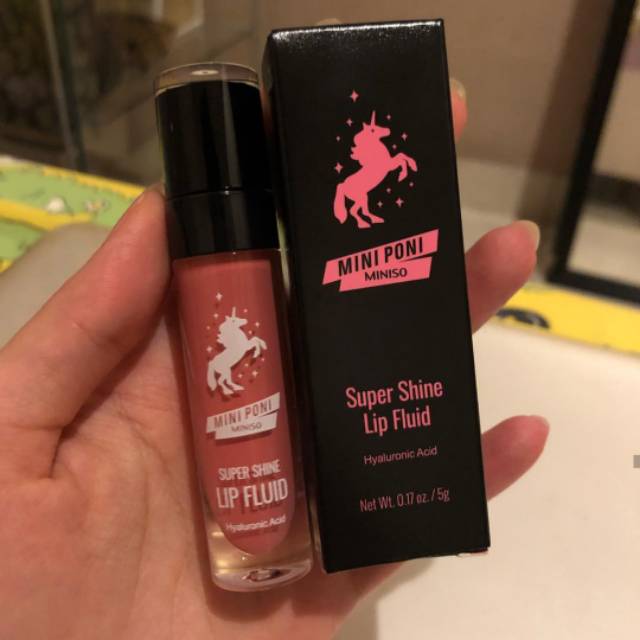 MINI PONI
MINISO
SUPER SHINE
LIP FLUID
Hyaluronic Acid
MINI PONI
MINISO
Super Shine
Lip Fluid
Hyaluronic Acid
Net Wt. 0.17 oz. / 5g